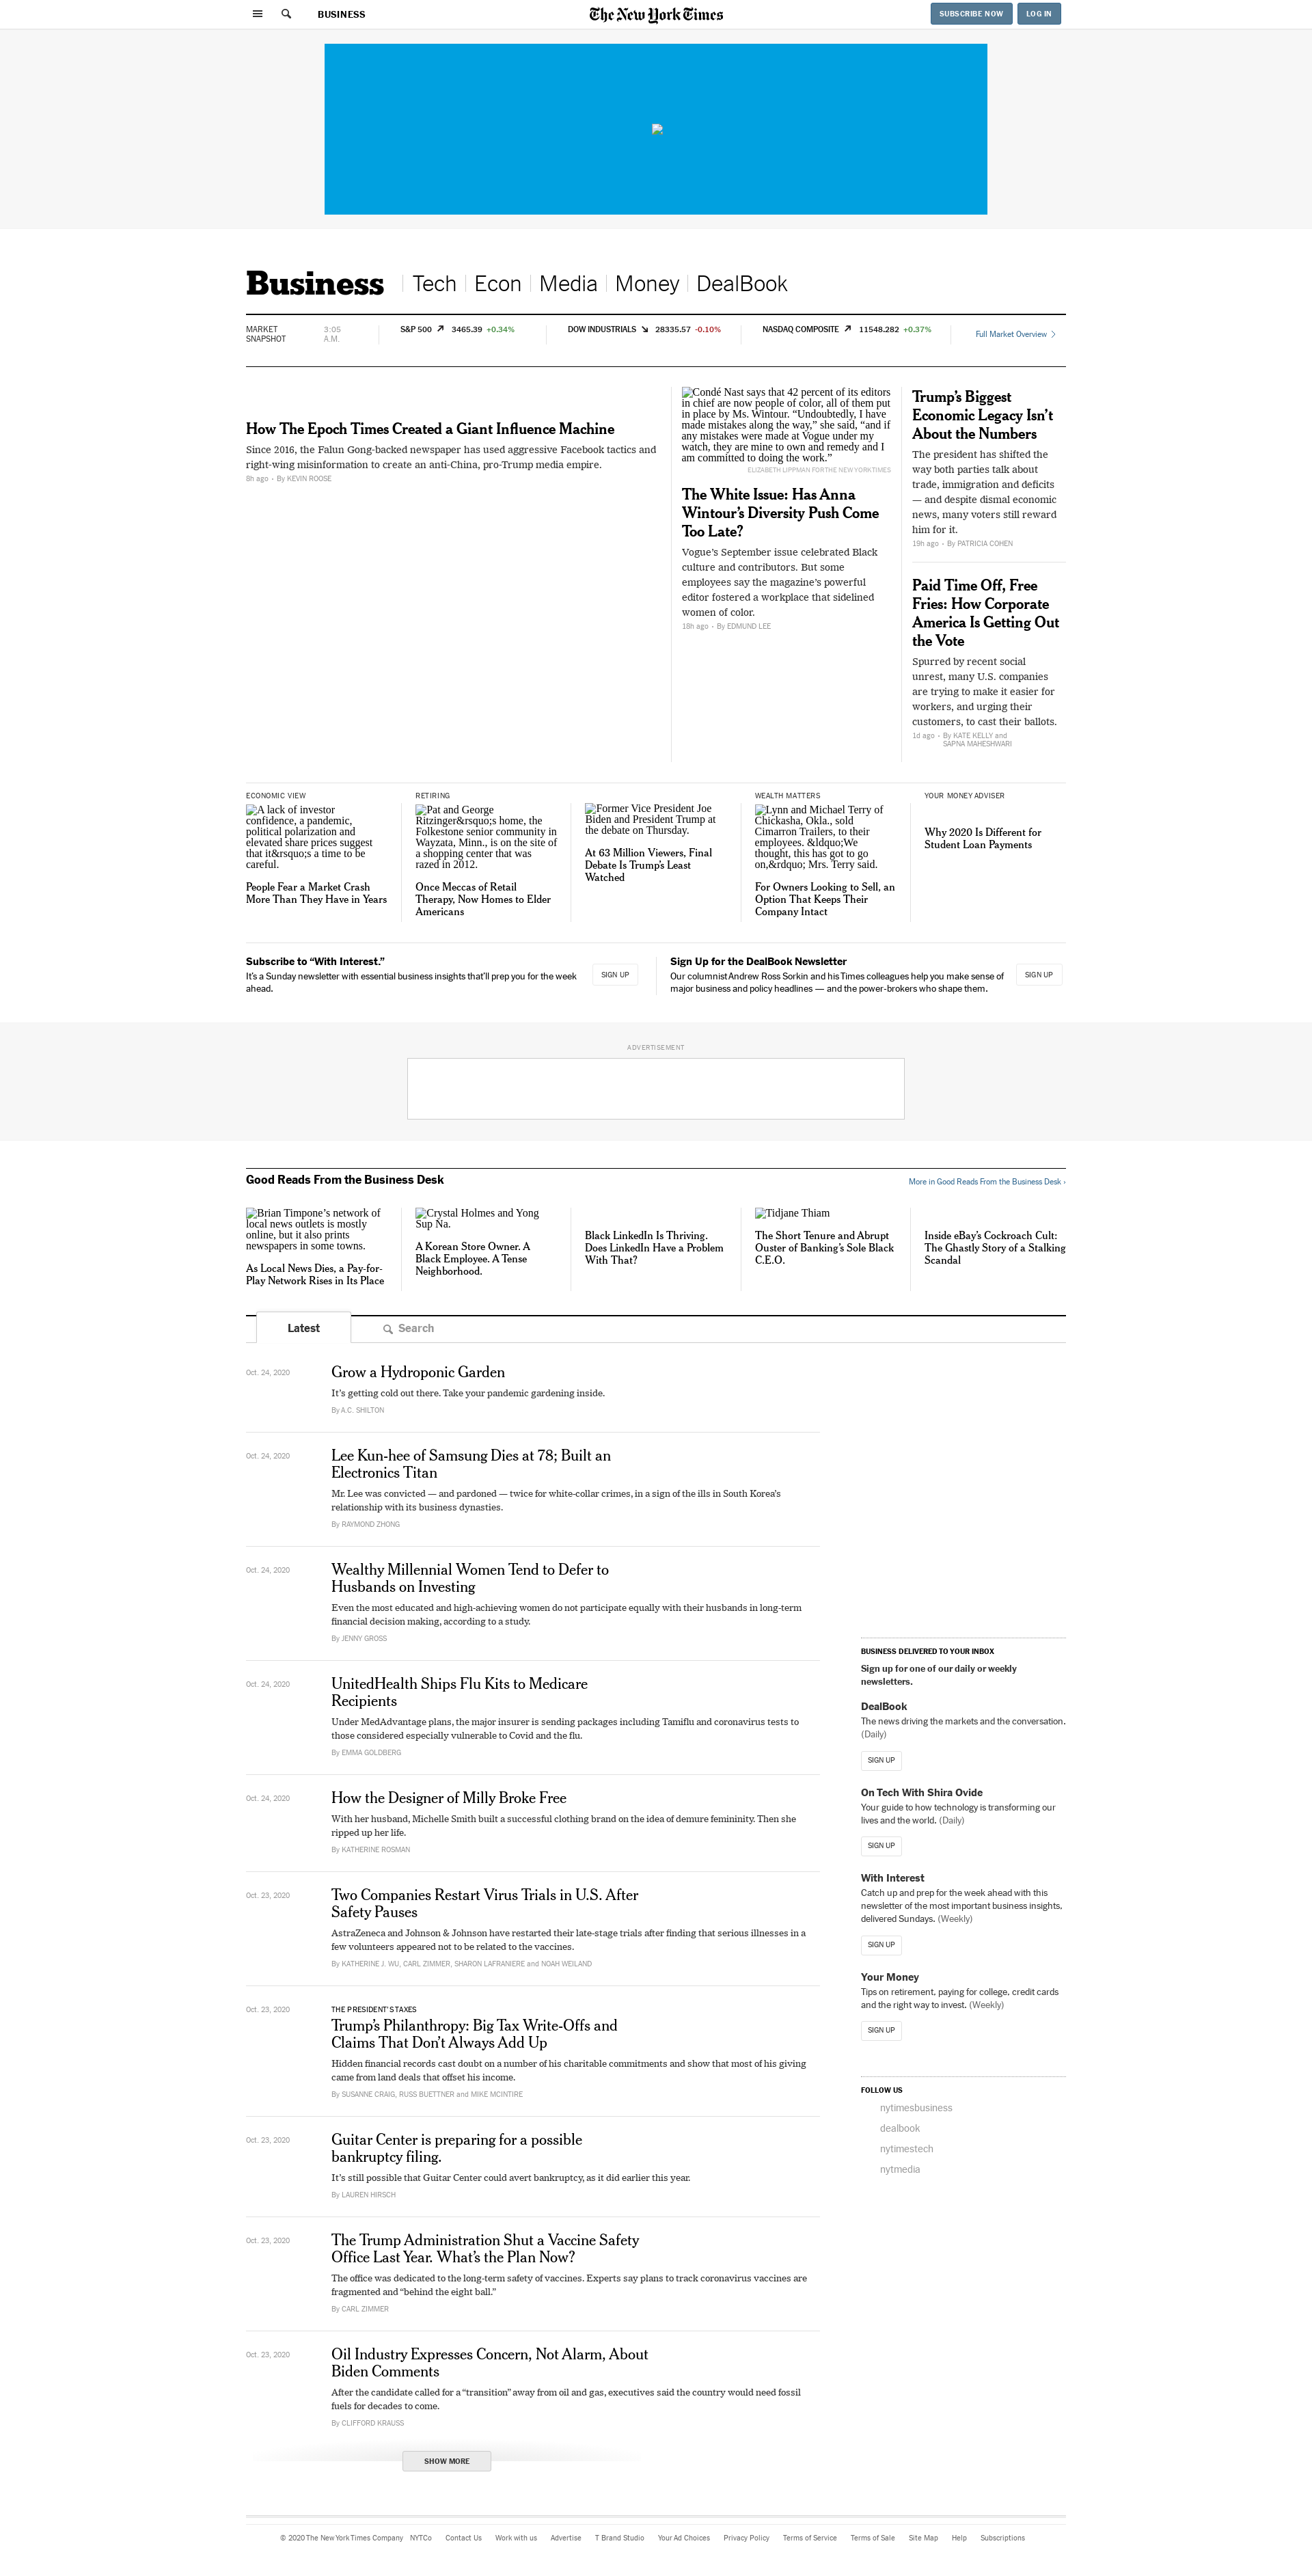 BUSINESS
The New York Times
SUBSCRIBE NOW
LOG IN
Business
Tech
Econ
Media
Money
DealBook
MARKET
SNAPSHOT
3:05
A.M.
S&P 500 3465.39 +0.34%
DOW INDUSTRIALS 28335.57 -0.10%
NASDAQ COMPOSITE 11548.282 +0.37%
Full Market Overview
How The Epoch Times Created a Giant Influence Machine
Since 2016, the Falun Gong-backed newspaper has used aggressive Facebook tactics and
right-wing misinformation to create an anti-China, pro-Trump media empire.
8h ago • By KEVIN ROOSE
Condé Nast says that 42 percent of its editors
in chief are now people of color, all of them put
in place by Ms. Wintour. “Undoubtedly, I have
made mistakes along the way,” she said, “and if
any mistakes were made at Vogue under my
watch, they are mine to own and remedy and I
am committed to doing the work.”
ELIZABETH LIPPMAN FOR THE NEW YORK TIMES
The White Issue: Has Anna
Wintour’s Diversity Push Come
Too Late?
Vogue’s September issue celebrated Black
culture and contributors. But some
employees say the magazine’s powerful
editor fostered a workplace that sidelined
women of color.
18h ago • By EDMUND LEE
Trump’s Biggest
Economic Legacy Isn’t
About the Numbers
The president has shifted the
way both parties talk about
trade, immigration and deficits
— and despite dismal economic
news, many voters still reward
him for it.
19h ago • By PATRICIA COHEN
Paid Time Off, Free
Fries: How Corporate
America Is Getting Out
the Vote
Spurred by recent social
unrest, many U.S. companies
are trying to make it easier for
workers, and urging their
customers, to cast their ballots.
1d ago • By KATE KELLY and
SAPNA MAHESHWARI
ECONOMIC VIEW
A lack of investor
confidence, a pandemic,
political polarization and
elevated share prices suggest
that it&rsquo;s a time to be
careful.
People Fear a Market Crash
More Than They Have in Years
RETIRING
Pat and George
Ritzinger&rsquo;s home, the
Folkestone senior community in
Wayzata, Minn., is on the site of
a shopping center that was
razed in 2012.
Once Meccas of Retail
Therapy, Now Homes to Elder
Americans
Former Vice President Joe
Biden and President Trump at
the debate on Thursday.
At 63 Million Viewers, Final
Debate Is Trump’s Least
Watched
WEALTH MATTERS
Lynn and Michael Terry of
Chickasha, Okla., sold
Cimarron Trailers, to their
employees. &ldquo;We
thought, this has got to go
on,&rdquo; Mrs. Terry said.
For Owners Looking to Sell, an
Option That Keeps Their
Company Intact
YOUR MONEY ADVISER
Why 2020 Is Different for
Student Loan Payments
Subscribe to “With Interest.”
It’s a Sunday newsletter with essential business insights that’ll prep you for the week
ahead.
SIGN UP
Sign Up for the DealBook Newsletter
Our columnist Andrew Ross Sorkin and his Times colleagues help you make sense of
major business and policy headlines — and the power-brokers who shape them.
SIGN UP
ADVERTISEMENT
Good Reads From the Business Desk
More in Good Reads From the Business Desk ›
Brian Timpone’s network of
local news outlets is mostly
online, but it also prints
newspapers in some towns.
As Local News Dies, a Pay-for-
Play Network Rises in Its Place
Crystal Holmes and Yong
Sup Na.
A Korean Store Owner. A
Black Employee. A Tense
Neighborhood.
Black LinkedIn Is Thriving.
Does LinkedIn Have a Problem
With That?
Tidjane Thiam
The Short Tenure and Abrupt
Ouster of Banking’s Sole Black
C.E.O.
Inside eBay’s Cockroach Cult:
The Ghastly Story of a Stalking
Scandal
Latest
Search
Oct. 24, 2020
Grow a Hydroponic Garden
It’s getting cold out there. Take your pandemic gardening inside.
By A.C. SHILTON
Oct. 24, 2020
Lee Kun-hee of Samsung Dies at 78; Built an
Electronics Titan
Mr. Lee was convicted — and pardoned — twice for white-collar crimes, in a sign of the ills in South Korea’s
relationship with its business dynasties.
By RAYMOND ZHONG
Oct. 24, 2020
Wealthy Millennial Women Tend to Defer to
Husbands on Investing
Even the most educated and high-achieving women do not participate equally with their husbands in long-term
financial decision making, according to a study.
By JENNY GROSS
Oct. 24, 2020
UnitedHealth Ships Flu Kits to Medicare
Recipients
Under MedAdvantage plans, the major insurer is sending packages including Tamiflu and coronavirus tests to
those considered especially vulnerable to Covid and the flu.
By EMMA GOLDBERG
Oct. 24, 2020
How the Designer of Milly Broke Free
With her husband, Michelle Smith built a successful clothing brand on the idea of demure femininity. Then she
ripped up her life.
By KATHERINE ROSMAN
Oct. 23, 2020
Two Companies Restart Virus Trials in U.S. After
Safety Pauses
AstraZeneca and Johnson & Johnson have restarted their late-stage trials after finding that serious illnesses in a
few volunteers appeared not to be related to the vaccines.
By KATHERINE J. WU, CARL ZIMMER, SHARON LAFRANIERE and NOAH WEILAND
Oct. 23, 2020
THE PRESIDENT’S TAXES
Trump’s Philanthropy: Big Tax Write-Offs and
Claims That Don’t Always Add Up
Hidden financial records cast doubt on a number of his charitable commitments and show that most of his giving
came from land deals that offset his income.
By SUSANNE CRAIG, RUSS BUETTNER and MIKE MCINTIRE
Oct. 23, 2020
Guitar Center is preparing for a possible
bankruptcy filing.
It’s still possible that Guitar Center could avert bankruptcy, as it did earlier this year.
By LAUREN HIRSCH
Oct. 23, 2020
The Trump Administration Shut a Vaccine Safety
Office Last Year. What’s the Plan Now?
The office was dedicated to the long-term safety of vaccines. Experts say plans to track coronavirus vaccines are
fragmented and “behind the eight ball.”
By CARL ZIMMER
Oct. 23, 2020
Oil Industry Expresses Concern, Not Alarm, About
Biden Comments
After the candidate called for a “transition” away from oil and gas, executives said the country would need fossil
fuels for decades to come.
By CLIFFORD KRAUSS
SHOW MORE
BUSINESS DELIVERED TO YOUR INBOX
Sign up for one of our daily or weekly
newsletters.
DealBook
The news driving the markets and the conversation.
(Daily)
SIGN UP
On Tech With Shira Ovide
Your guide to how technology is transforming our
lives and the world. (Daily)
SIGN UP
With Interest
Catch up and prep for the week ahead with this
newsletter of the most important business insights,
delivered Sundays. (Weekly)
SIGN UP
Your Money
Tips on retirement, paying for college, credit cards
and the right way to invest. (Weekly)
SIGN UP
FOLLOW US
nytimesbusiness
dealbook
nytimestech
nytmedia
© 2020 The New York Times Company NYTCo Contact Us Work with us Advertise T Brand Studio Your Ad Choices Privacy Policy Terms of Service Terms of Sale Site Map Help Subscriptions